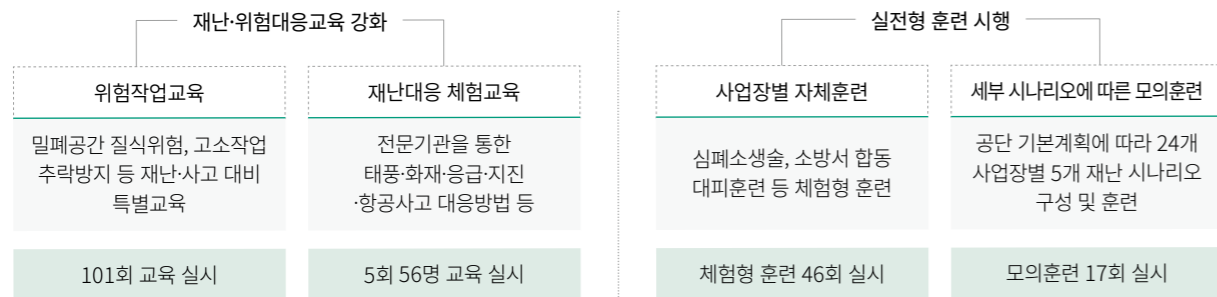 재난·위험대응교육 강화
위험작업교육
밀폐공간 질식위험, 고소작업
추락방지 등 재난·사고 대비
특별교육
101회 교육 실시
재난대응 체험교육
전문기관을 통한
태풍·화재·응급·지진
·항공사고 대응방법 등
5회 56명 교육 실시
실전형 훈련 시행
사업장별 자체훈련
심폐소생술, 소방서 합동
대피훈련 등 체험형 훈련
체험형 훈련 46회 실시
세부 시나리오에 따른 모의훈련
공단 기본계획에 따라 24개
사업장별 5개 재난 시나리오
구성 및 훈련
모의훈련 17회 실시